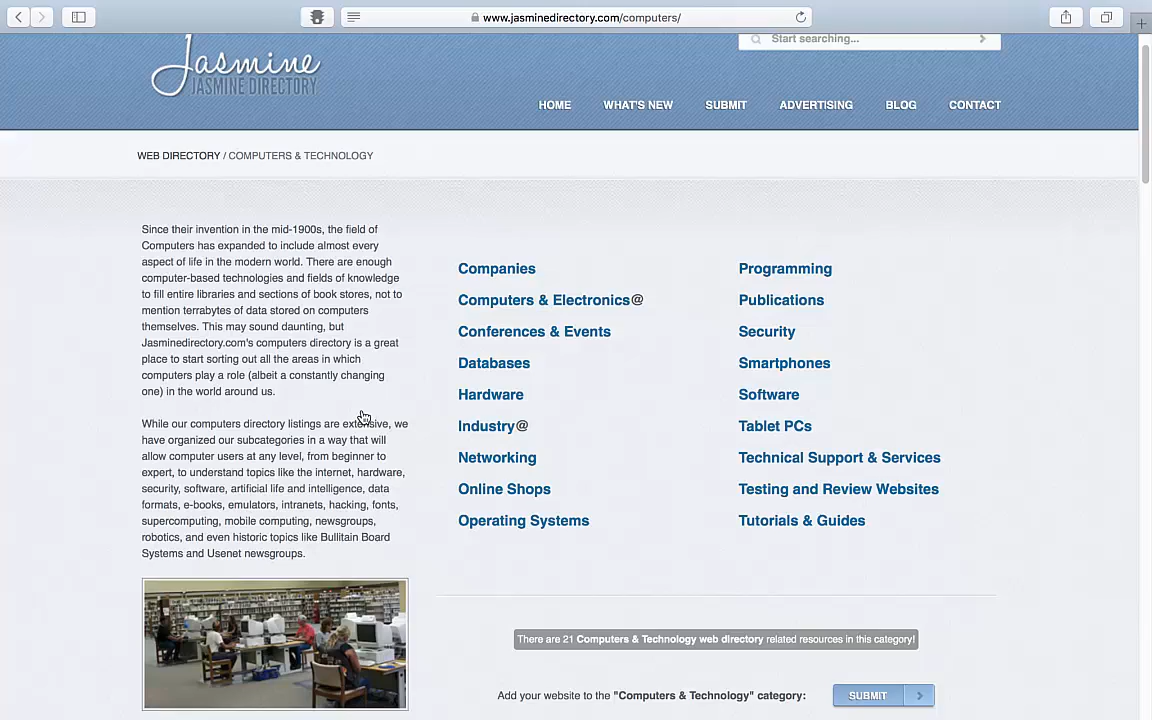 www.jasminedirectory.com/computers/
Jasmine
JASMINE DIRECTORY
Start searching...
HOME WHAT'S NEW SUBMIT ADVERTISING BLOG CONTACT
WEB DIRECTORY / COMPUTERS & TECHNOLOGY
Since their invention in the mid-1900s, the field of
Computers has expanded to include almost every
aspect of life in the modern world. There are enough
computer-based technologies and fields of knowledge
to fill entire libraries and sections of book stores, not to
mention terrabytes of data stored on computers
themselves. This may sound daunting, but
Jasminedirectory.com's computers directory is a great
place to start sorting out all the areas in which
computers play a role (albeit a constantly changing
one) in the world around us.
While our computers directory listings are extensive, we
have organized our subcategories in a way that will
allow computer users at any level, from beginner to
expert, to understand topics like the internet, hardware,
security, software, artificial life and intelligence, data
formats, e-books, emulators, intranets, hacking, fonts,
supercomputing, mobile computing, newsgroups,
robotics, and even historic topics like Bullitain Board
Systems and Usenet newsgroups.
Companies
Computers & Electronics@
Conferences & Events
Databases
Hardware
Industry@
Networking
Online Shops
Operating Systems
Programming
Publications
Security
Smartphones
Software
Tablet PCs
Technical Support & Services
Testing and Review Websites
Tutorials & Guides
There are 21 Computers & Technology web directory related resources in this category!
Add your website to the "Computers & Technology" category: SUBMIT